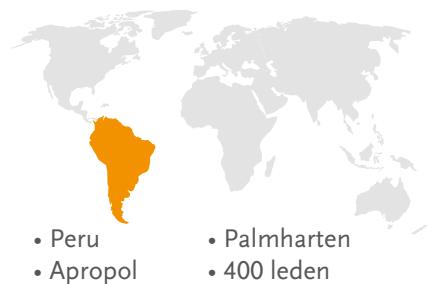 • Peru
• Apropol
• Palmharten
• 400 leden